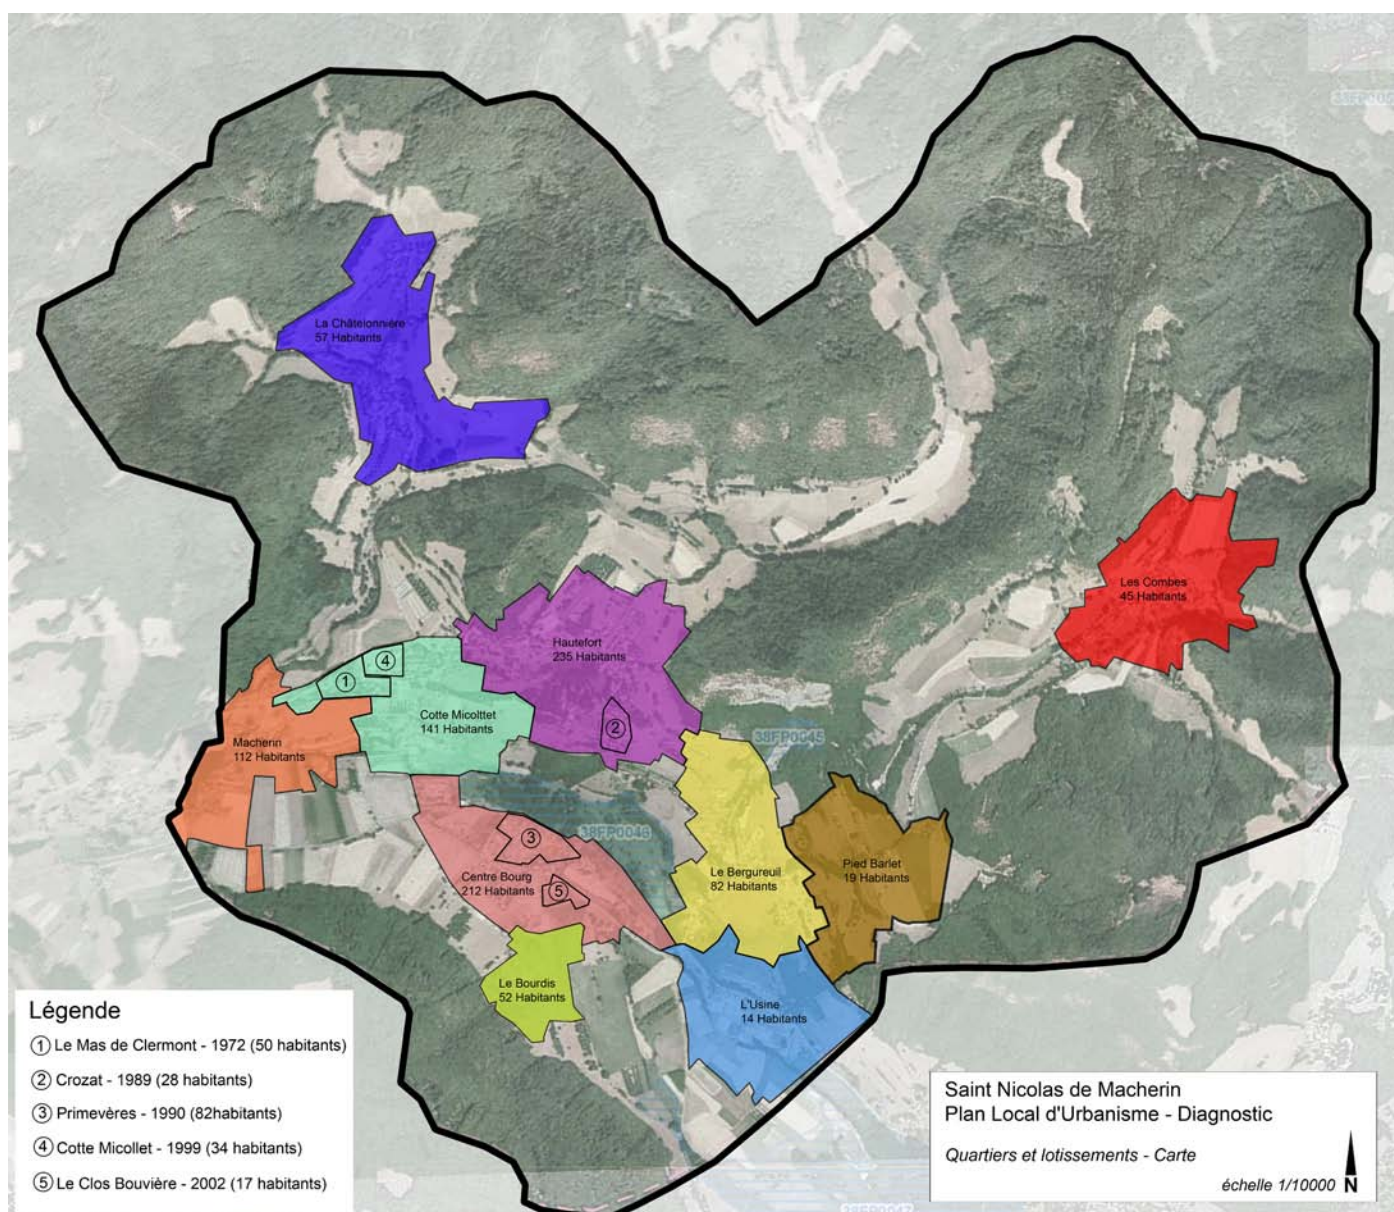 38FP0045
La Châtelonnière
57 Habitants
Les Combes
45 Habitants
Hautefort
235 Habitants
④
①
Cotte Micolttet
141 Habitants
②
Macherin
112 Habitants
38FP0046
③
Centre Bourg
212 Habitants
⑤
Le Bergureuil
82 Habitants
Pied Barlet
19 Habitants
Le Bourdis
52 Habitants
L'Usine
14 Habitants
Légende
① Le Mas de Clermont - 1972 (50 habitants)
② Crozat - 1989 (28 habitants)
③ Primevères - 1990 (82habitants)
④ Cotte Micollet - 1999 (34 habitants)
⑤ Le Clos Bouvière - 2002 (17 habitants)
Saint Nicolas de Macherin
Plan Local d'Urbanisme - Diagnostic
Quartiers et lotissements - Carte
échelle 1/10000 N
38FP0047